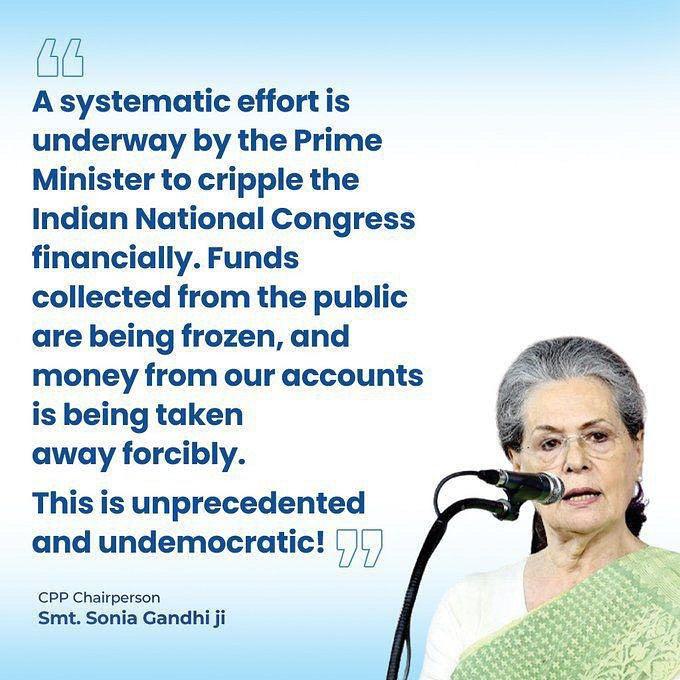 A systematic effort is
underway by the Prime
Minister to cripple the
Indian National Congress
financially. Funds
collected from the public
are being frozen, and
money from our accounts
is being taken
away forcibly.
This is unprecedented
and undemocratic!
CPP Chairperson
Smt. Sonia Gandhi ji